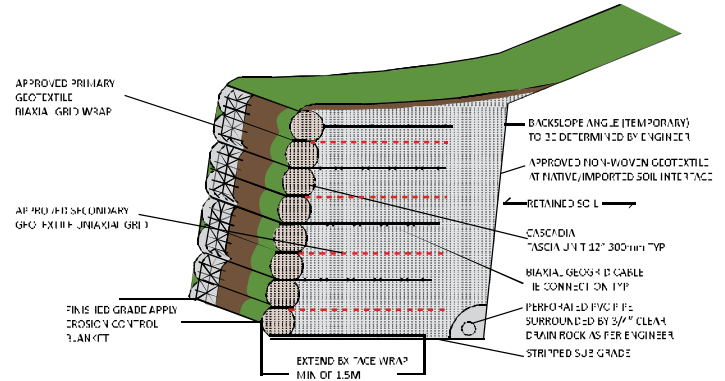 APPROVED PRIMARY
GEOTEXTILE
BIAXIAL GRID WRAP
APPROVED SECONDARY
GEOTEXTILE UNIAXIAL GRID
FINISHED GRADE APPLY
EROSION CONTROL
BLANKET
EXTEND BX FACE WRAP
MIN OF 1.5M
BACKSLOPE ANGLE (TEMPORARY)
TO BE DETERMINED BY ENGINEER
APPROVED NON-WOVEN GEOTEXTILE
AT NATIVE/IMPORTED SOIL INTERFACE
RETAINED SOIL
CASCADIA
FASCIA UNIT 12" 300mm TYP
BIAXIAL GEOGRID CABLE
TIE CONNECTION TYP
PERFORATED PVC PIPE
SURROUNDED BY 3/4" CLEAR
DRAIN ROCK AS PER ENGINEER
STRIPPED SUB GRADE